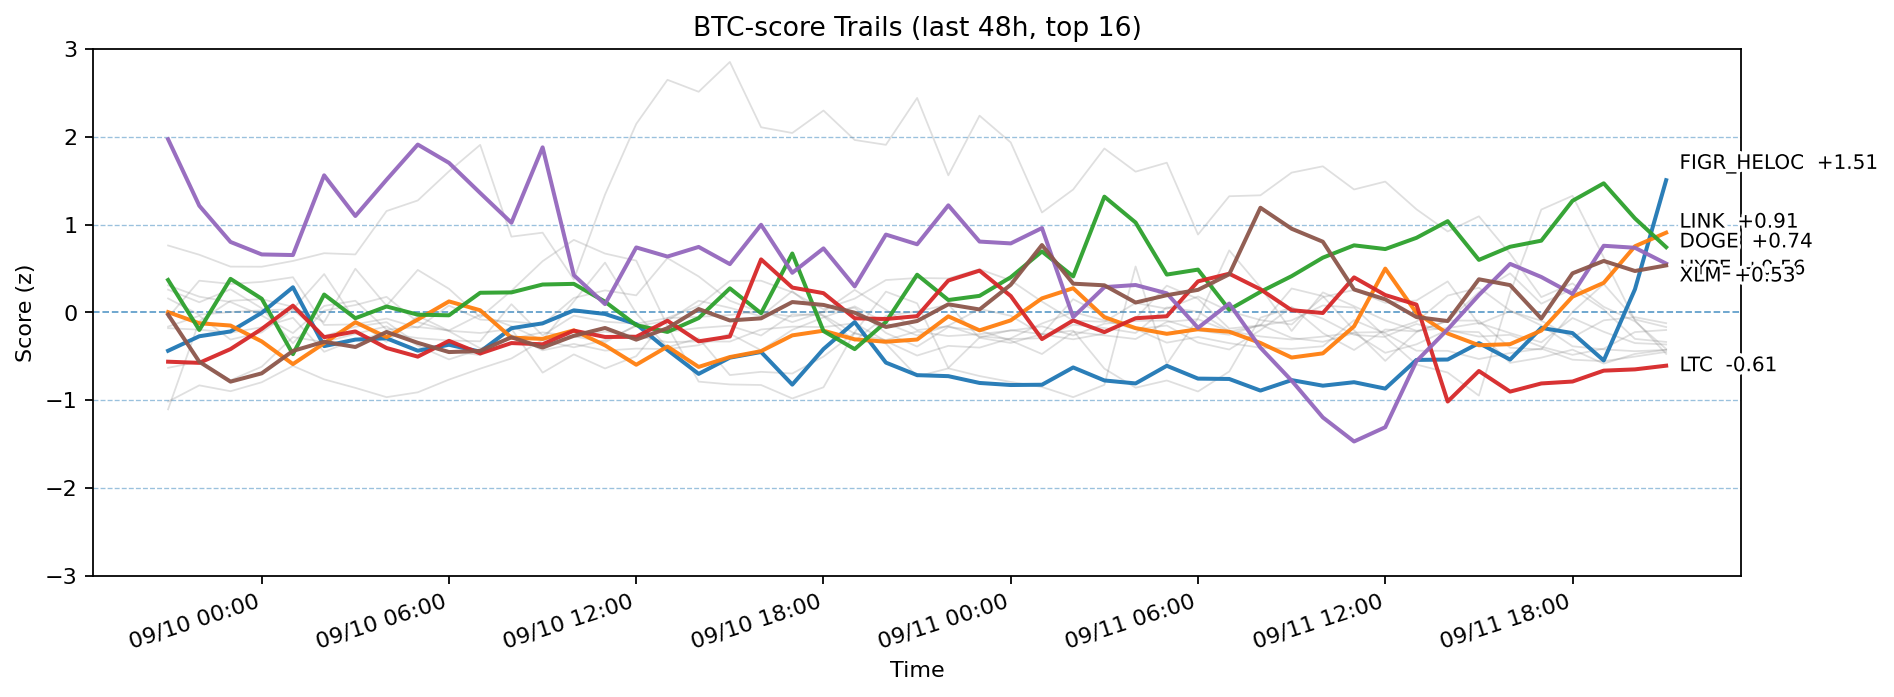 BTC-score Trails (last 48h, top 16)
Score (z)
3
2
1
0
−1
−2
−3
FIGR_HELOC +1.51
LINK +0.91
DOGE +0.74
XLM +0.53
LTC -0.61
09/10 00:00
09/10 06:00
09/10 12:00
09/10 18:00
09/11 00:00
09/11 06:00
09/11 12:00
09/11 18:00
Time